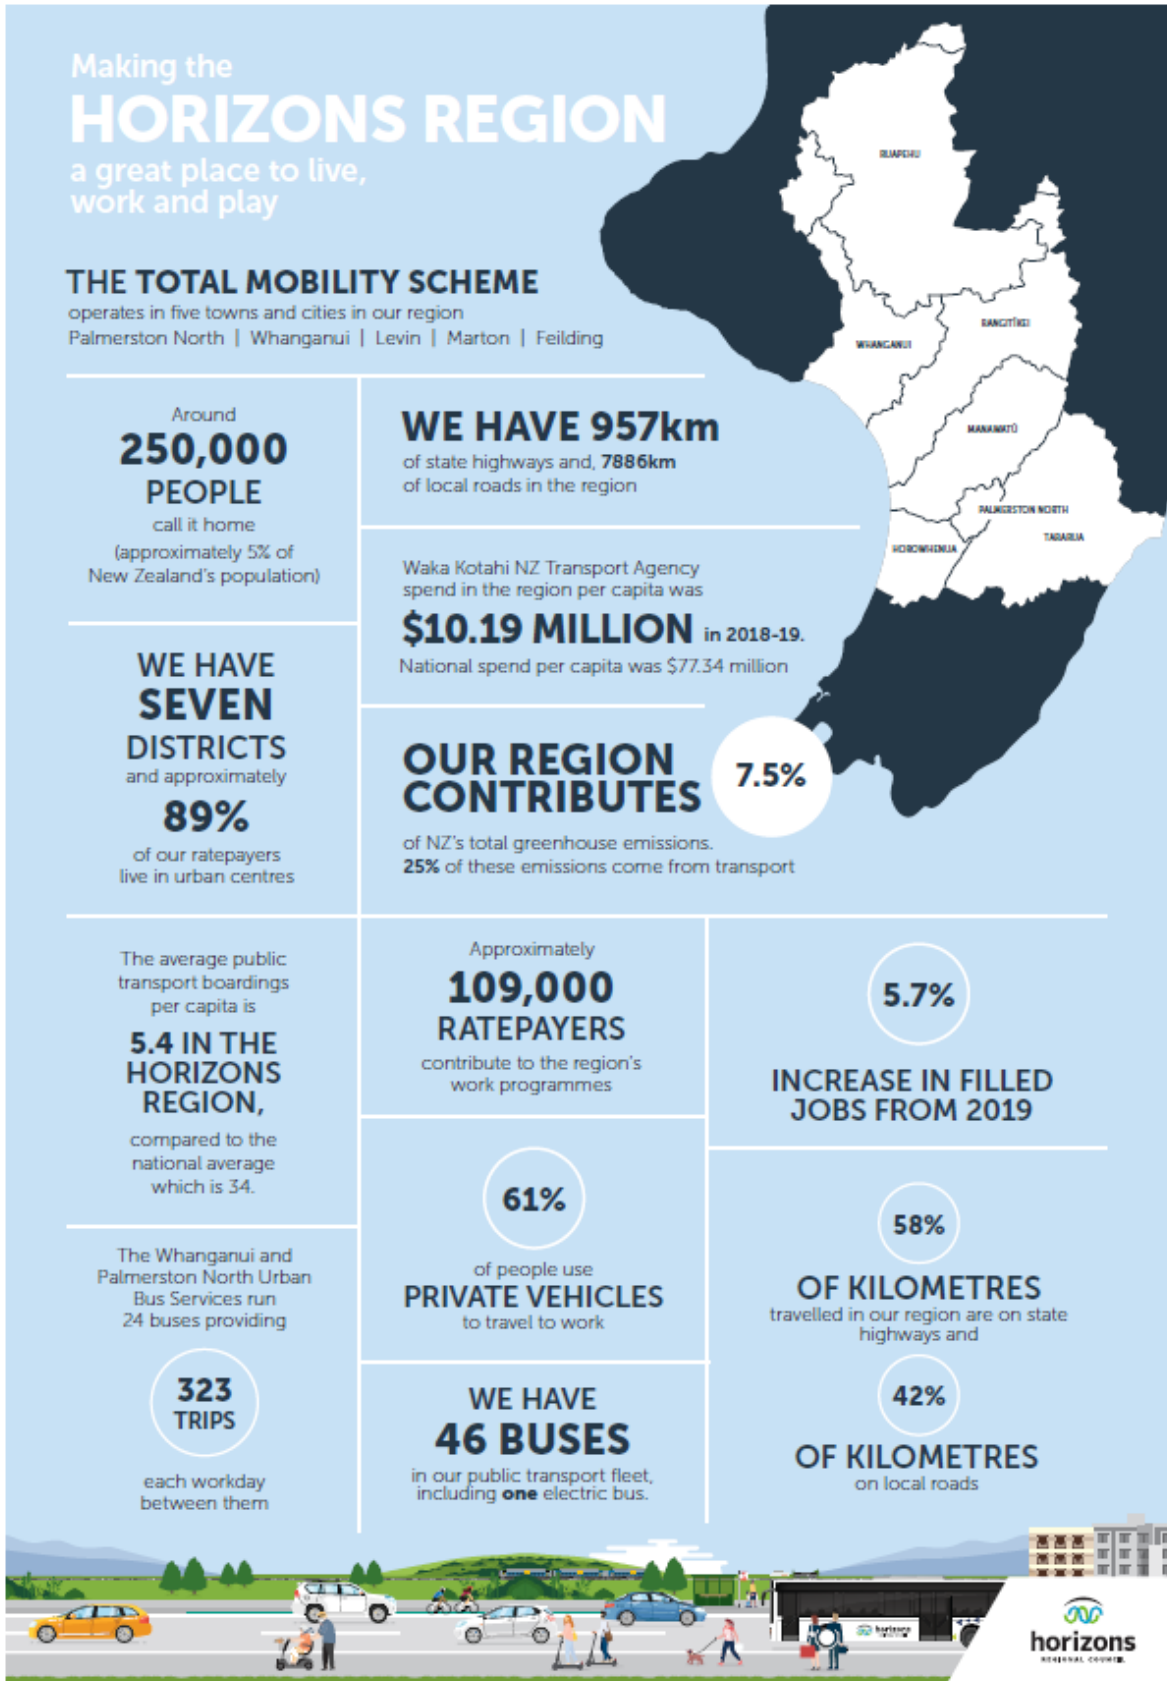 Making the
HORIZONS REGION
a great place to live,
work and play
THE TOTAL MOBILITY SCHEME
operates in five towns and cities in our region
Palmerston North | Whanganui | Levin | Marton | Feilding
RUAPEHU
WHANGANUI
RANGITĪKEI
MANAWATŪ
PALMERSTON NORTH
HOROWHENUA
TARARUA
Around
250,000
PEOPLE
call it home
(approximately 5% of
New Zealand's population)
WE HAVE 957km
of state highways and, 7886km
of local roads in the region
Waka Kotahi NZ Transport Agency
spend in the region per capita was
$10.19 MILLION in 2018-19.
National spend per capita was $77.34 million
WE HAVE
SEVEN
DISTRICTS
and approximately
89%
of our ratepayers
live in urban centres
OUR REGION
CONTRIBUTES
7.5%
of NZ's total greenhouse emissions.
25% of these emissions come from transport
The average public
transport boardings
per capita is
5.4 IN THE
HORIZONS
REGION,
compared to the
national average
which is 34.
Approximately
109,000
RATEPAYERS
contribute to the region's
work programmes
5.7%
INCREASE IN FILLED
JOBS FROM 2019
61%
of people use
PRIVATE VEHICLES
to travel to work
58%
OF KILOMETRES
travelled in our region are on state
highways and
42%
OF KILOMETRES
on local roads
The Whanganui and
Palmerston North Urban
Bus Services run
24 buses providing
323
TRIPS
each workday
between them
WE HAVE
46 BUSES
in our public transport fleet,
including one electric bus.
horizons
horizons
REGIONAL COUNCIL